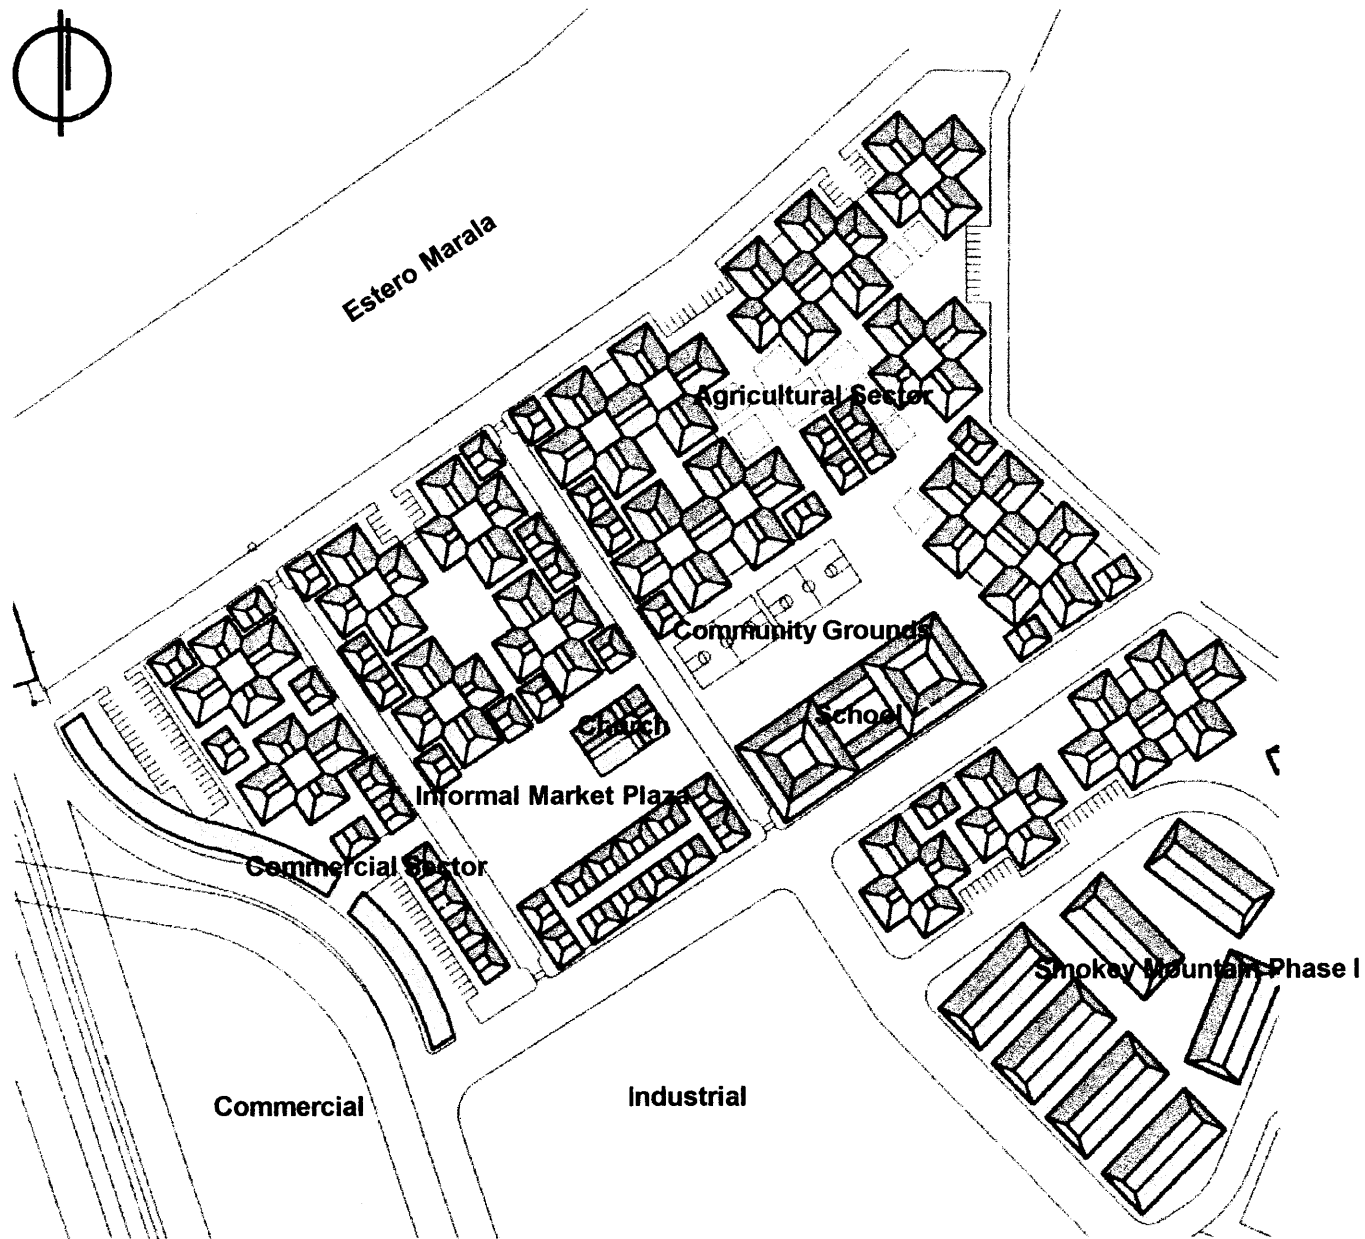 Estero Marala
Agricultural Sector
Community Grounds
School
Church
Informal Market Plaza
Commercial Sector
Smokey Mountain Phase I
Commercial
Industrial